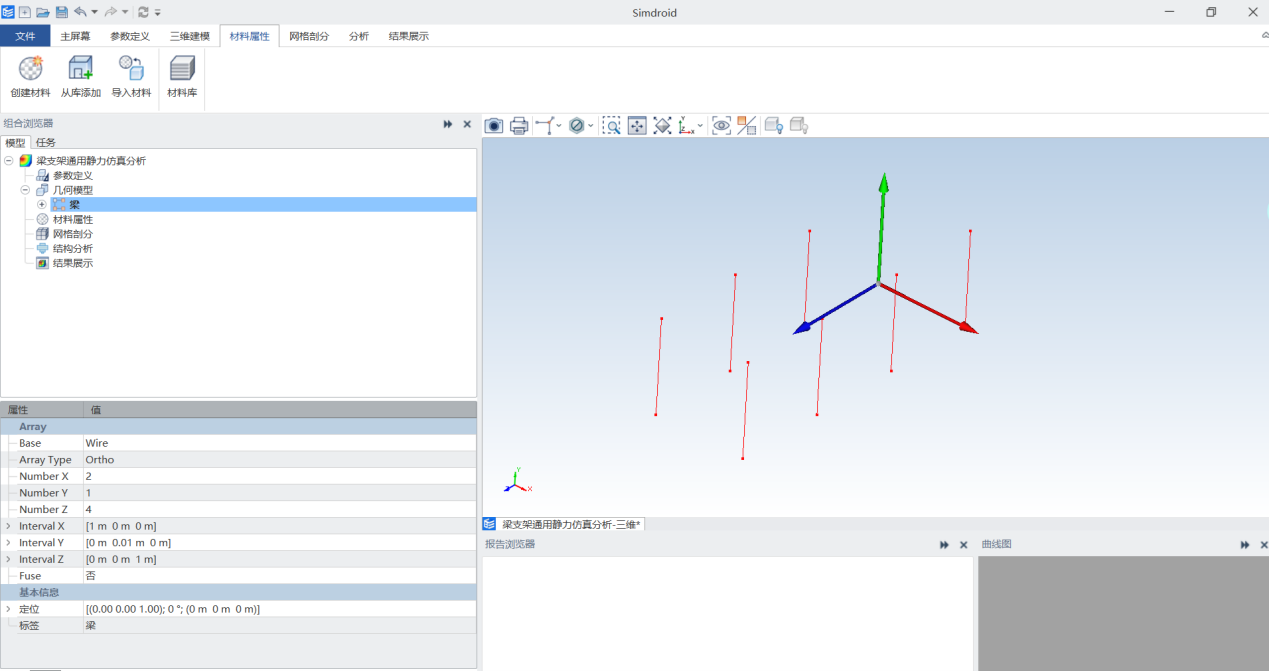 Simdroid
文件 主屏幕 参数定义 三维建模 材料属性 网格剖分 分析 结果展示
创建材料 从库添加 导入材料 材料库
组合浏览器
模型 任务
梁支架通用静力仿真分析
参数定义
几何模型
梁
材料属性
网格剖分
结构分析
结果展示
属性 值
Array
Base Wire
Array Type Ortho
Number X 2
Number Y 1
Number Z 4
Interval X [1 m 0 m 0 m]
Interval Y [0 m 0.01 m 0 m]
Interval Z [0 m 0 m 1 m]
Fuse 否
基本信息
定位 [(0.00 0.00 1.00); 0 °; (0 m 0 m 0 m)]
标签 梁
Y
X
梁支架通用静力仿真分析-三维*
报告浏览器 曲线图